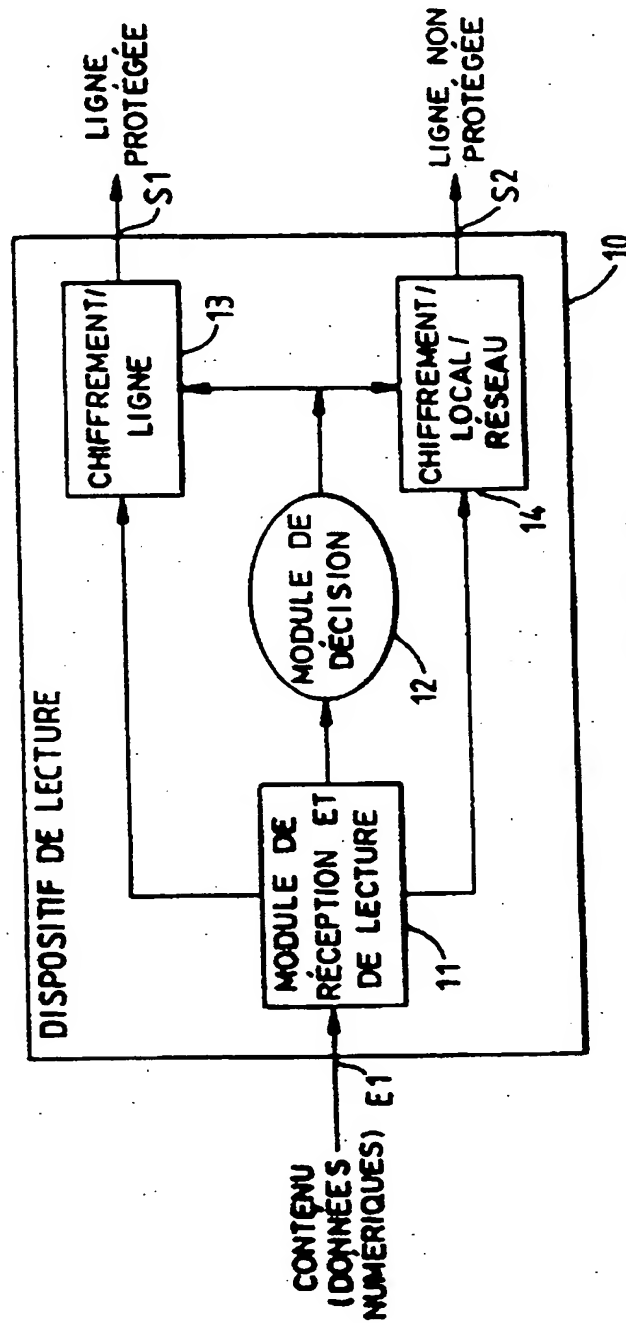 DISPOSITIF DE LECTURE
CONTENU
(DONNÉES
NUMÉRIQUES)
E1
MODULE DE
RÉCEPTION ET
DE LECTURE
11
MODULE DE
DÉCISION
12
CHIFFREMENT/
LIGNE
13
CHIFFREMENT/
LOCAL/
RÉSEAU
14
S1
LIGNE
PROTÉGÉE
S2
LIGNE NON
PROTÉGÉE
10